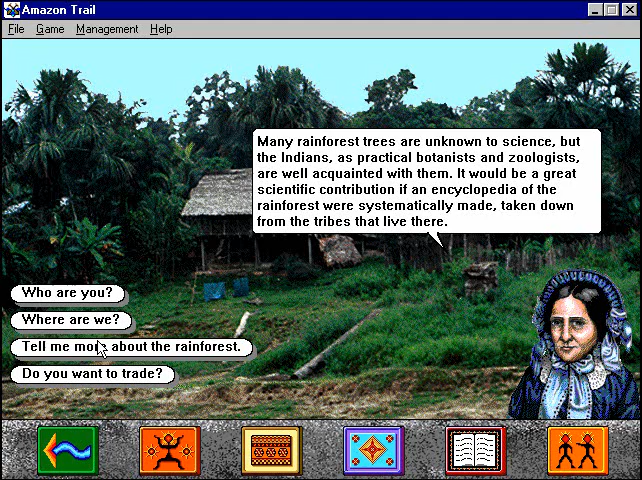 Amazon Trail
File Game Management Help
Many rainforest trees are unknown to science, but
the Indians, as practical botanists and zoologists,
are well acquainted with them. It would be a great
scientific contribution if an encyclopedia of the
rainforest were systematically made, taken down
from the tribes that live there.
Who are you?
Where are we?
Tell me more about the rainforest.
Do you want to trade?